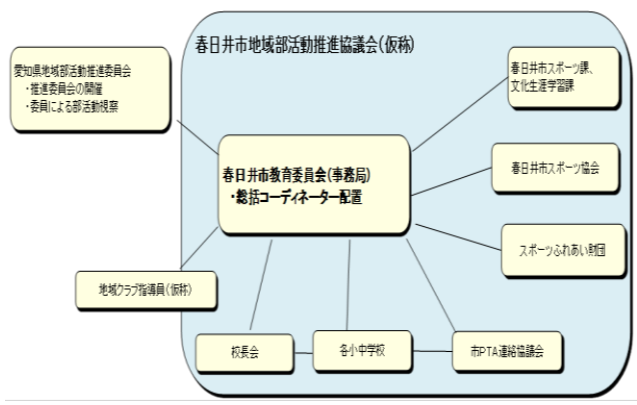 春日井市地域部活動推進協議会(仮称)
愛知県地域部活動推進委員会
・推進委員会の開催
・委員による部活動視察
春日井市スポーツ課、
文化生涯学習課
春日井市教育委員会(事務局)
・総括コーディネーター配置
春日井市スポーツ協会
スポーツふれあい財団
地域クラブ指導員(仮称)
校長会
各小中学校
市PTA連絡協議会